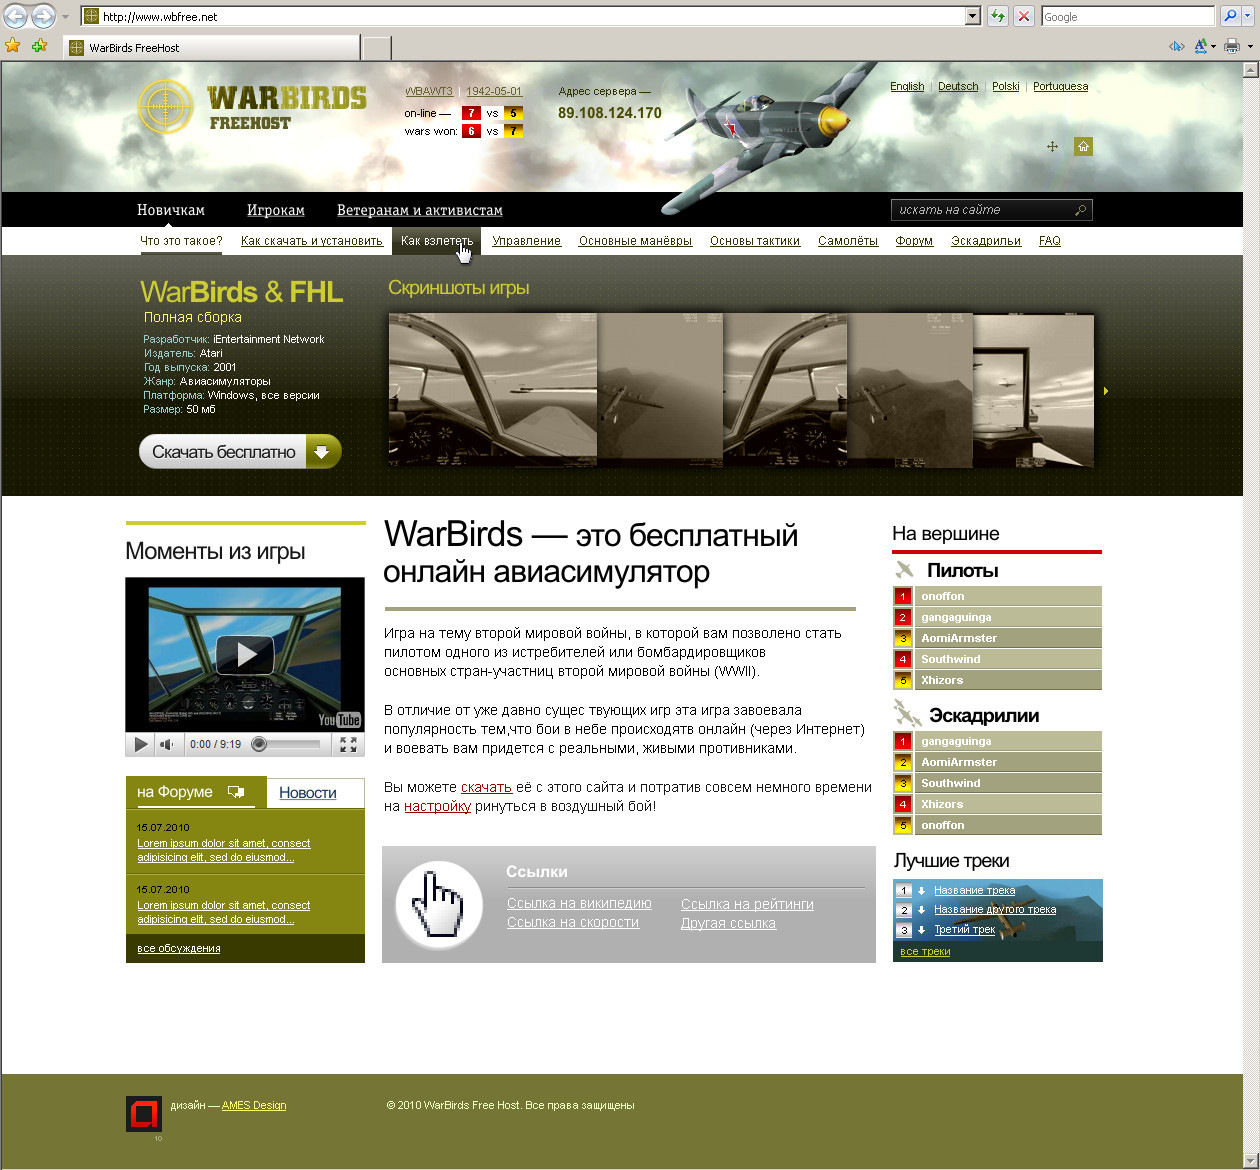 http://www.wbfree.net
Google
WarBirds FreeHost
WARBIRDS
FREEHOST
WBAWT3 | 1942-05-01
on-line — 7 vs 5
wars won: 6 vs 7
Адрес сервера —
89.108.124.170
English | Deutsch | Polski | Portuguesa
Новичкам Игрокам Ветеранам и активистам
искать на сайте
Что это такое? Как скачать и установить Как взлететь Управление Основные манёвры Основы тактики Самолёты Форум Эскадрильи FAQ
WarBirds & FHL
Полная сборка
Разработчик: iEntertainment Network
Издатель: Atari
Год выпуска: 2001
Жанр: Авиасимуляторы
Платформа: Windows, все версии
Размер: 50 мб
Скачать бесплатно
Скриншоты игры
Моменты из игры
YouTube
0:00 / 9:19
на Форуме Новости
15.07.2010
Lorem ipsum dolor sit amet, consect
adipisicing elit, sed do eiusmod...
15.07.2010
Lorem ipsum dolor sit amet, consect
adipisicing elit, sed do eiusmod...
все обсуждения
WarBirds — это бесплатный
онлайн авиасимулятор
Игра на тему второй мировой войны, в которой вам позволено стать
пилотом одного из истребителей или бомбардировщиков
основных стран-участниц второй мировой войны (WWII).
В отличие от уже давно сущес твующих игр эта игра завоевала
популярность тем,что бои в небе происходятв онлайн (через Интернет)
и воевать вам придется с реальными, живыми противниками.
Вы можете скачать её с этого сайта и потратив совсем немного времени
на настройку ринуться в воздушный бой!
Ссылки
Ссылка на википедию Ссылка на рейтинги
Ссылка на скорости Другая ссылка
На вершине
Пилоты
1 onoffon
2 gangaguinga
3 AomiArmster
4 Southwind
5 Xhizors
Эскадрилии
1 gangaguinga
2 AomiArmster
3 Southwind
4 Xhizors
5 onoffon
Лучшие треки
1 Название трека
2 Название другого трека
3 Третий трек
все треки
дизайн — AMES Design
10
© 2010 WarBirds Free Host. Все права защищены